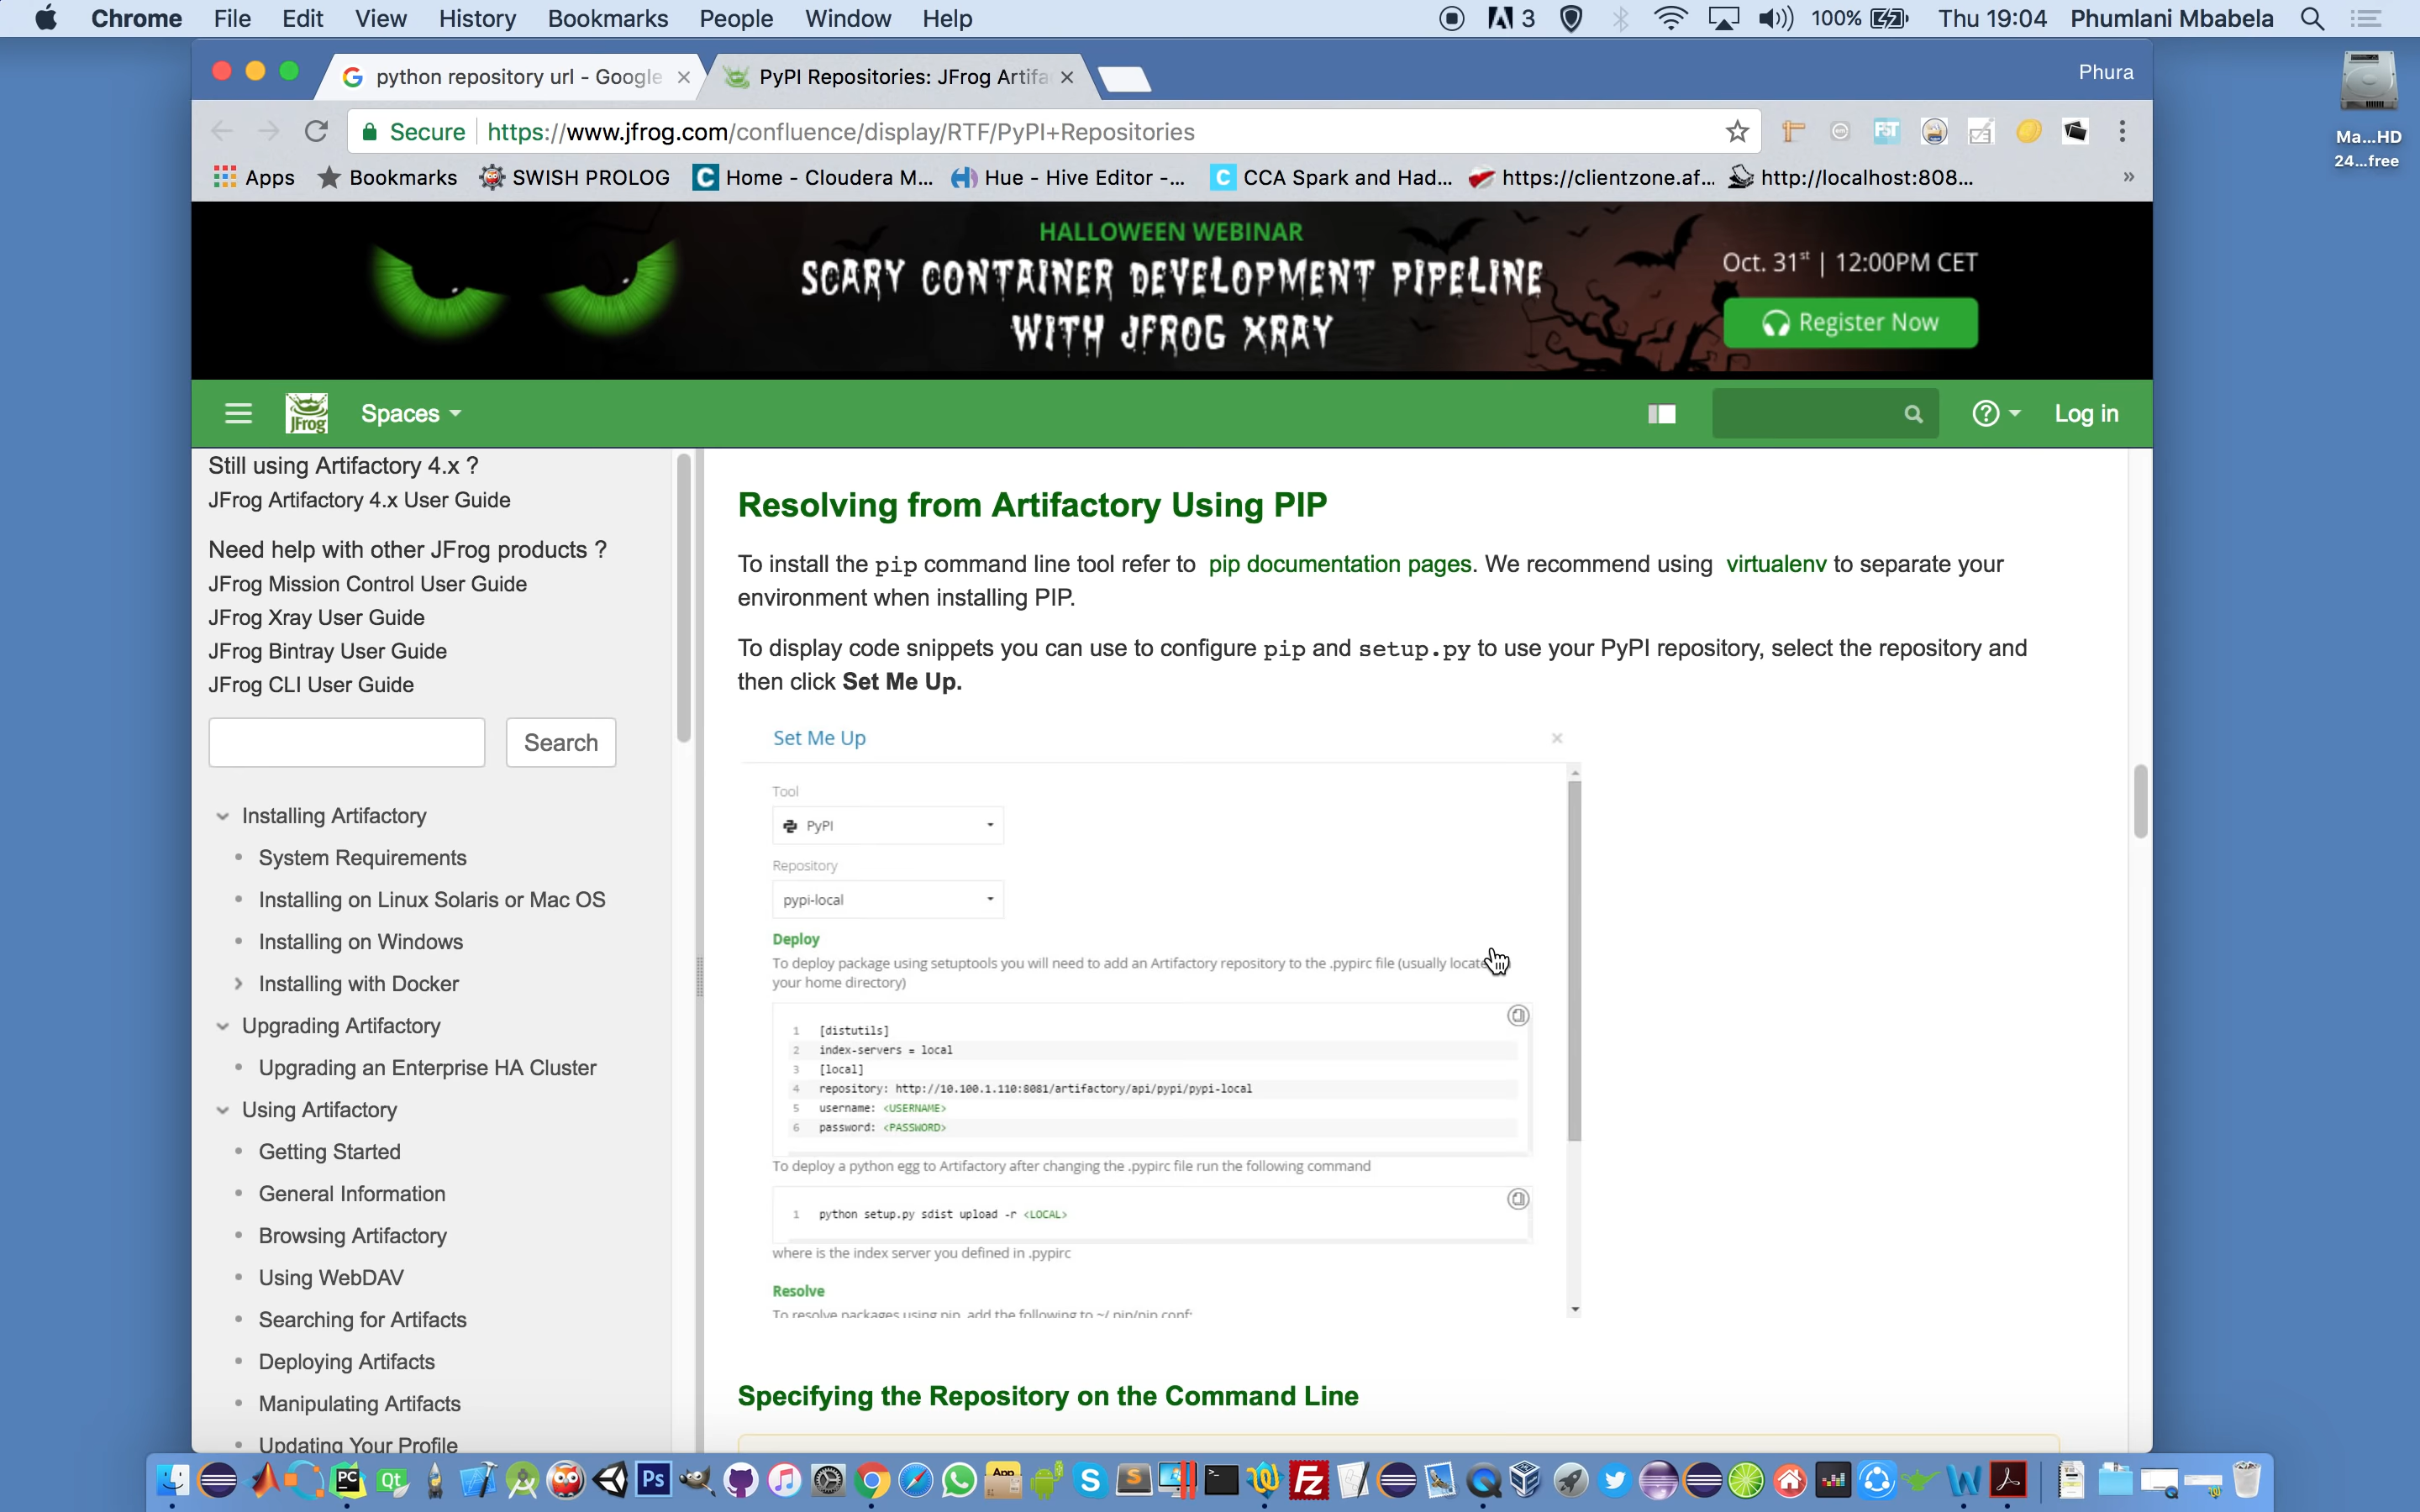 Chrome File Edit View History Bookmarks People Window Help 3 100% Thu 19:04 Phumlani Mbabela
python repository url - Google
PyPI Repositories: JFrog Artifa
Phura
Secure https://www.jfrog.com/confluence/display/RTF/PyPI+Repositories
Apps Bookmarks SWISH PROLOG Home - Cloudera M... Hue - Hive Editor -... CCA Spark and Had... https://clientzone.af... http://localhost:808... »
Ma...HD
24...free
HALLOWEEN WEBINAR
SCARY CONTAINER DEVELOPMENT PIPELINE
WITH JFROG XRAY
Oct. 31st | 12:00PM CET
Register Now
JFrog Spaces Log in
Still using Artifactory 4.x ?
JFrog Artifactory 4.x User Guide
Need help with other JFrog products ?
JFrog Mission Control User Guide
JFrog Xray User Guide
JFrog Bintray User Guide
JFrog CLI User Guide
Search
Installing Artifactory
System Requirements
Installing on Linux Solaris or Mac OS
Installing on Windows
Installing with Docker
Upgrading Artifactory
Upgrading an Enterprise HA Cluster
Using Artifactory
Getting Started
General Information
Browsing Artifactory
Using WebDAV
Searching for Artifacts
Deploying Artifacts
Manipulating Artifacts
Updating Your Profile
Resolving from Artifactory Using PIP
To install the pip command line tool refer to pip documentation pages. We recommend using virtualenv to separate your
environment when installing PIP.
To display code snippets you can use to configure pip and setup.py to use your PyPI repository, select the repository and
then click Set Me Up.
Set Me Up
Tool
PyPI
Repository
pypi-local
Deploy
To deploy package using setuptools you will need to add an Artifactory repository to the .pypirc file (usually locate
your home directory)
1 [distutils]
2 index-servers = local
3 [local]
4 repository: http://10.100.1.110:8081/artifactory/api/pypi/pypi-local
5 username: <USERNAME>
6 password: <PASSWORD>
To deploy a python egg to Artifactory after changing the .pypirc file run the following command
1 python setup.py sdist upload -r <LOCAL>
where is the index server you defined in .pypirc
Resolve
To resolve packages using pip, add the following to ~/.pip/pip.conf:
Specifying the Repository on the Command Line